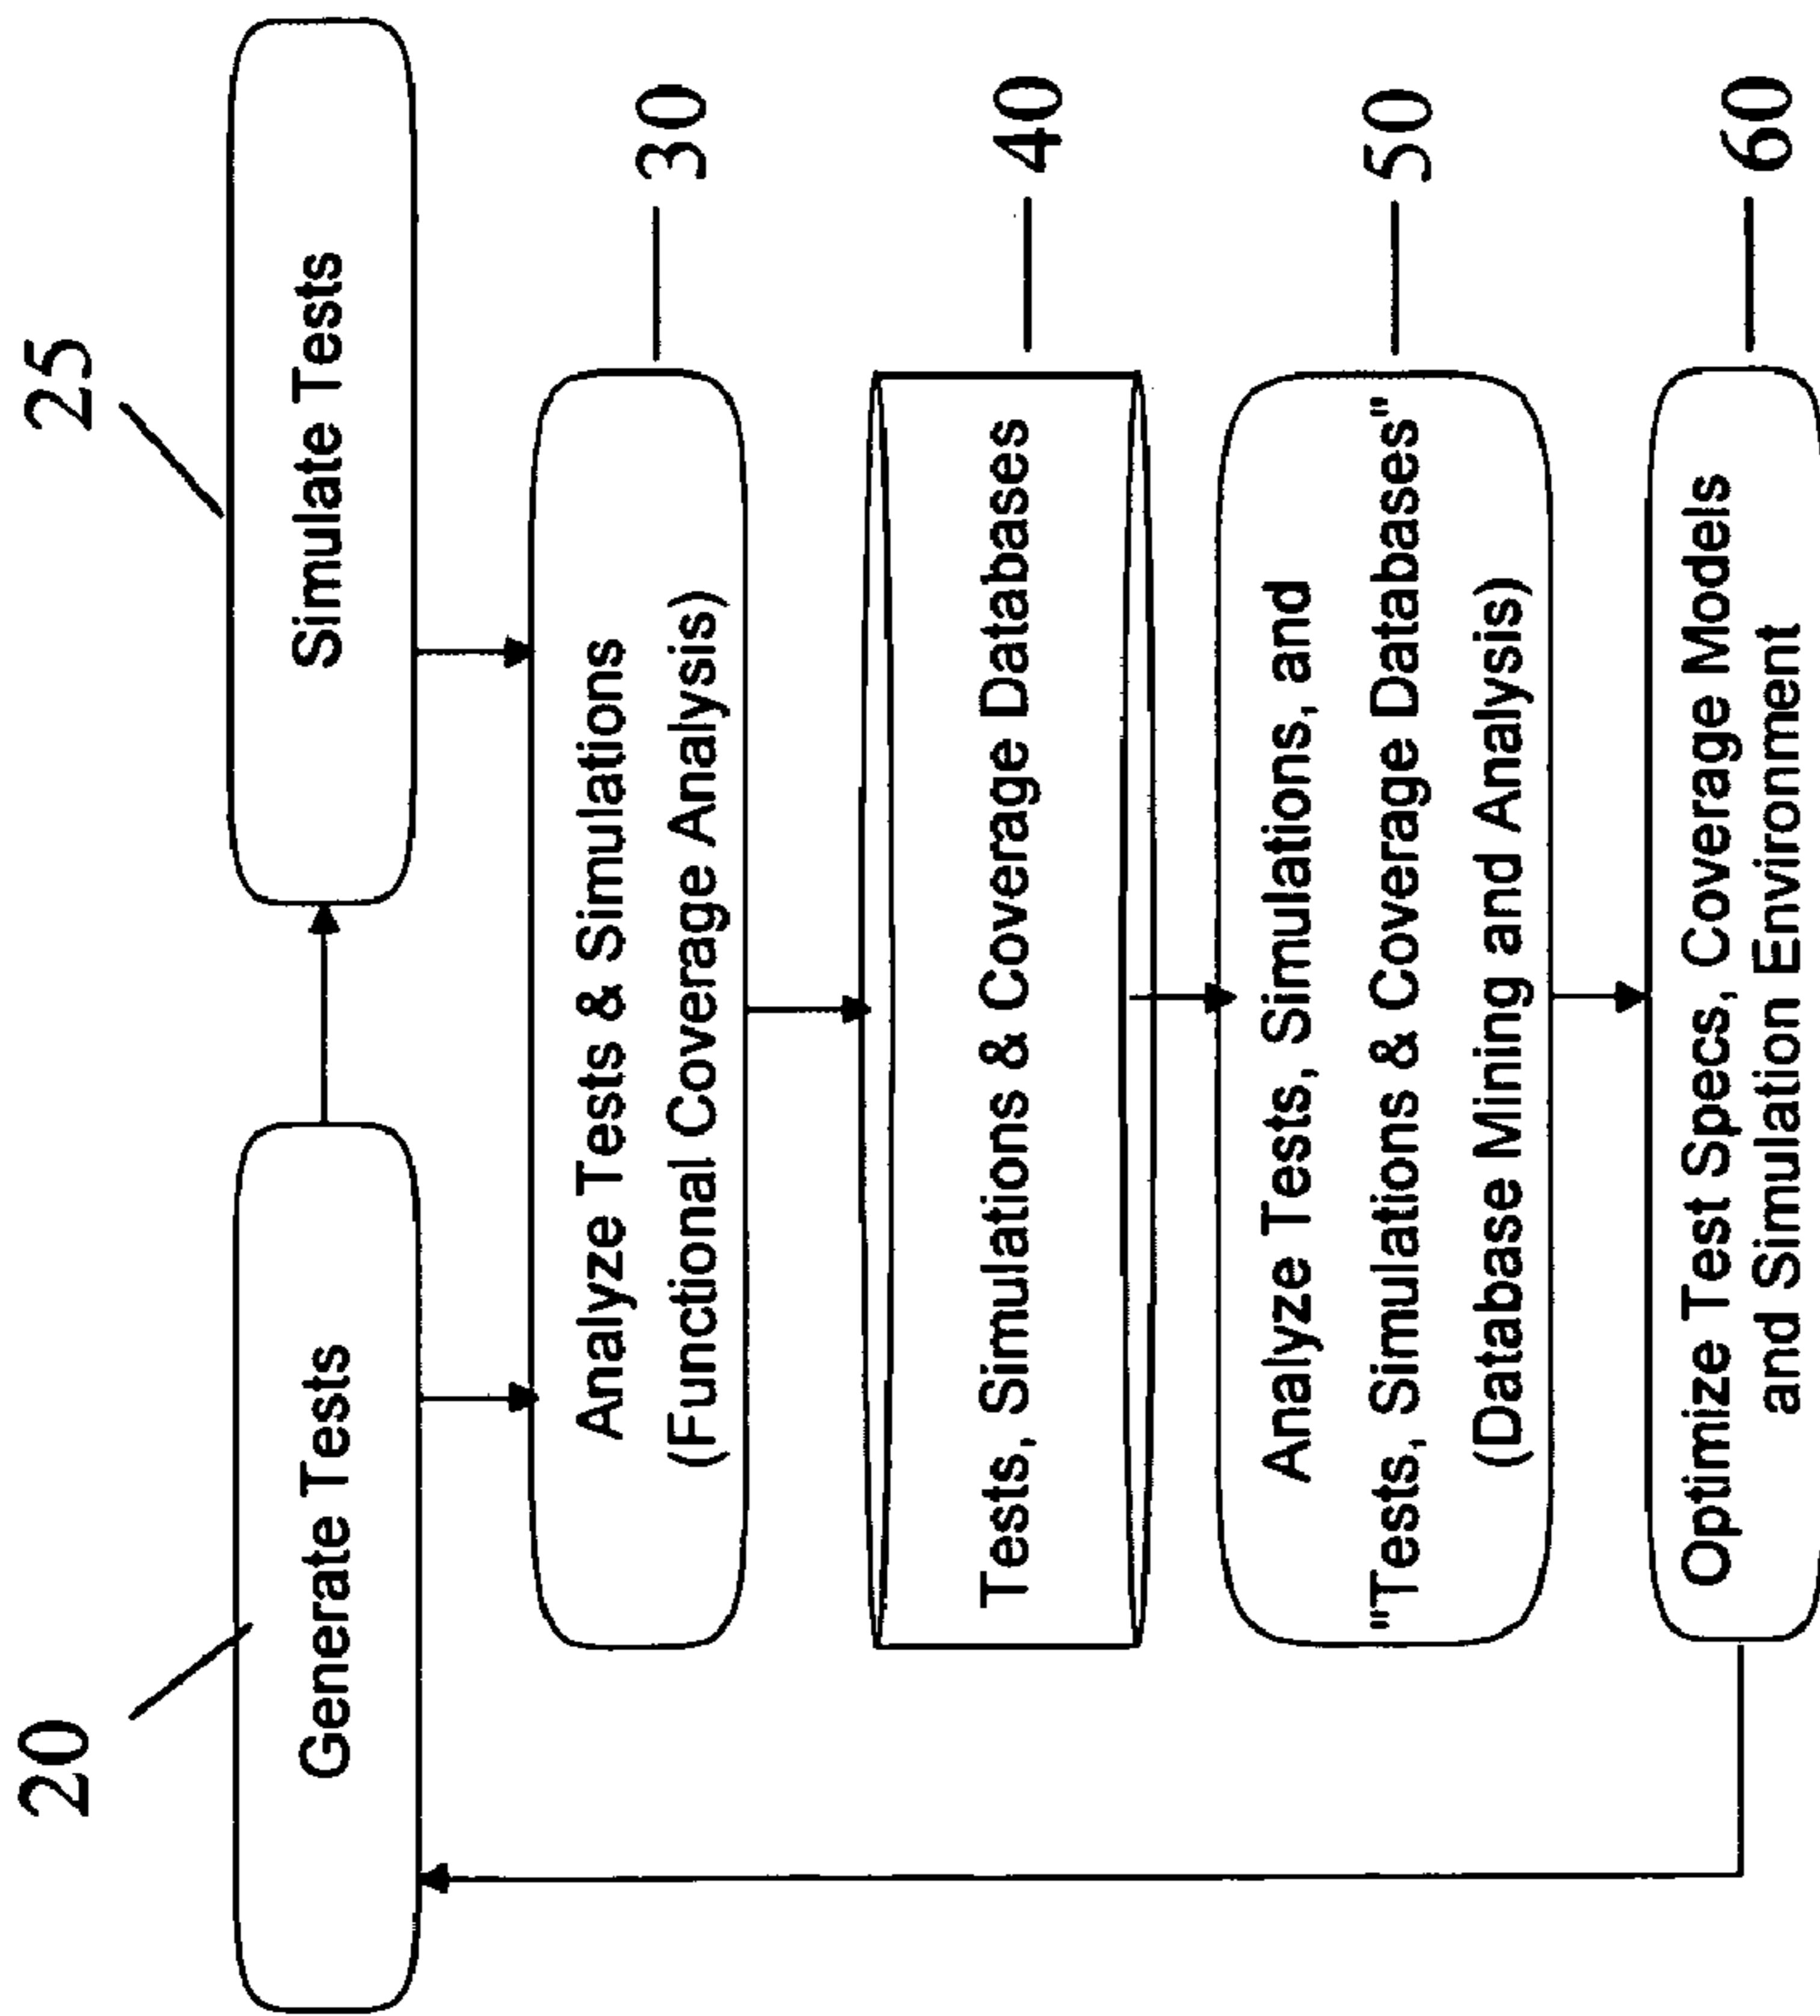 20
25
Generate Tests
Simulate Tests
Analyze Tests & Simulations
(Functional Coverage Analysis)
30
Tests, Simulations & Coverage Databases
40
Analyze Tests, Simulations, and
"Tests, Simulations & Coverage Databases"
(Database Mining and Analysis)
50
Optimize Test Specs, Coverage Models
and Simulation Environment
60